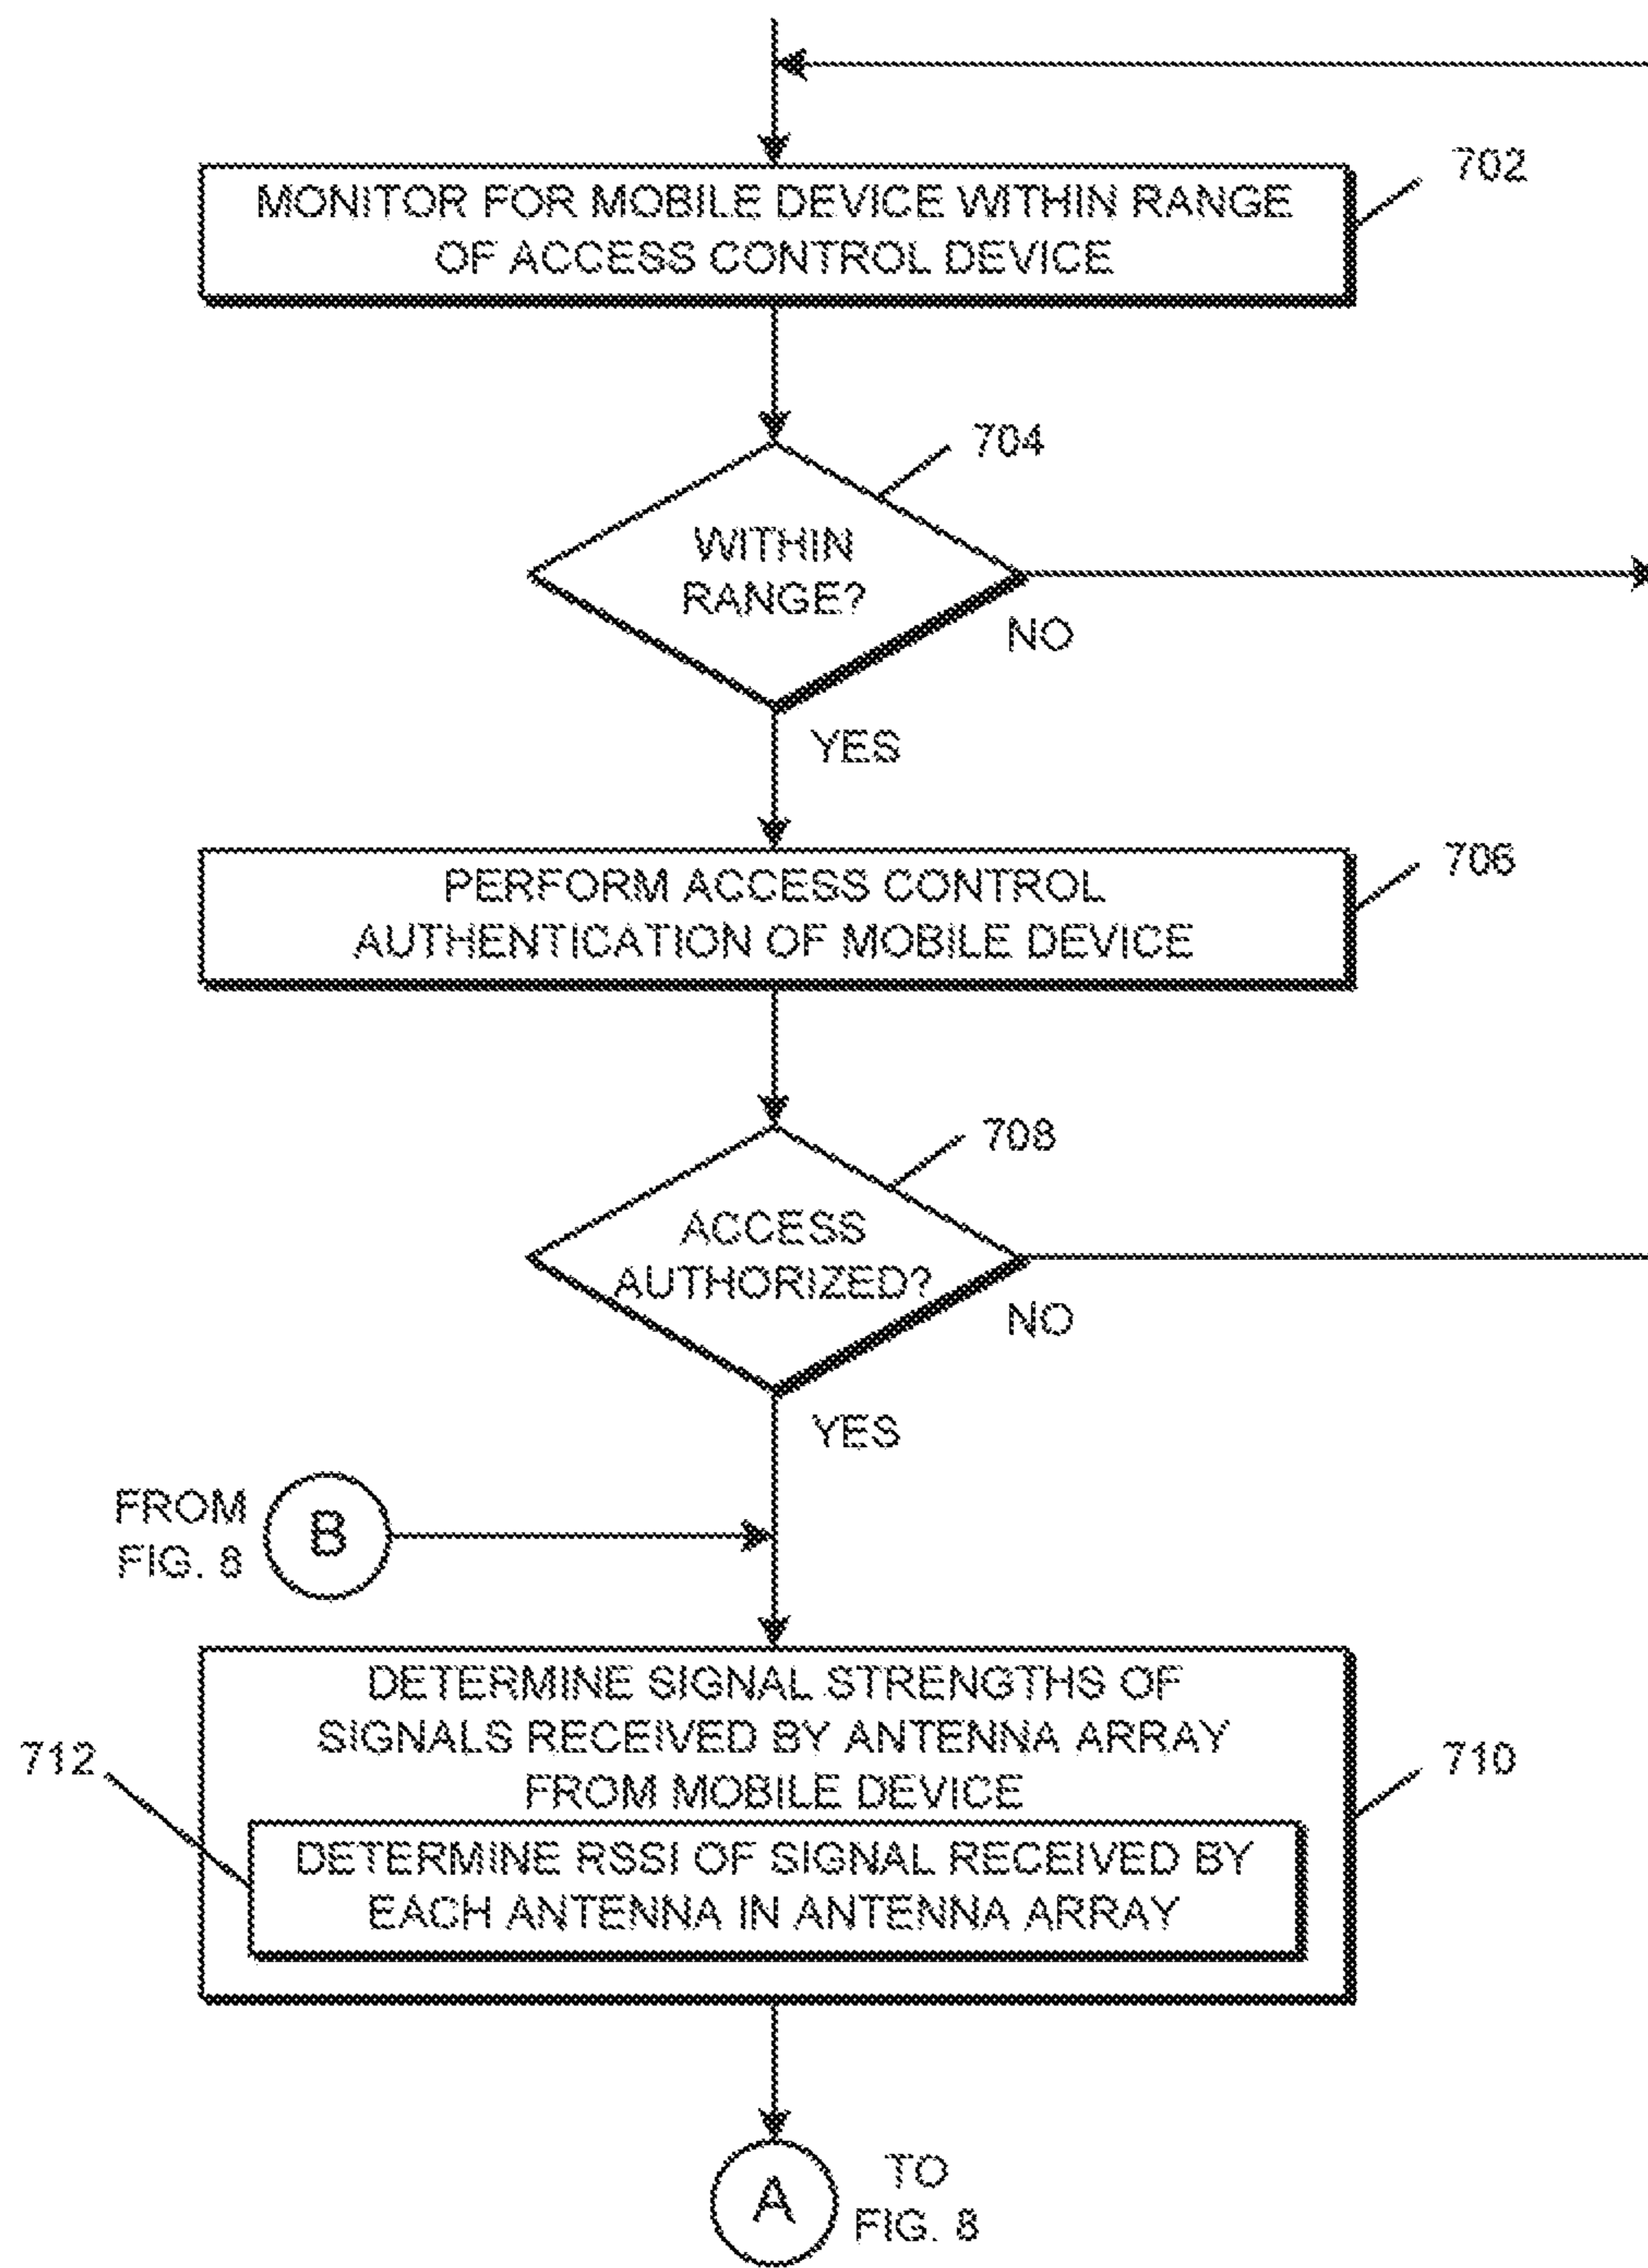 702
MONITOR FOR MOBILE DEVICE WITHIN RANGE
OF ACCESS CONTROL DEVICE
704
WITHIN
RANGE?
NO
YES
706
PERFORM ACCESS CONTROL
AUTHENTICATION OF MOBILE DEVICE
708
ACCESS
AUTHORIZED?
NO
YES
FROM
FIG. 8
B
DETERMINE SIGNAL STRENGTHS OF
SIGNALS RECEIVED BY ANTENNA ARRAY
FROM MOBILE DEVICE
712
710
DETERMINE RSSI OF SIGNAL RECEIVED BY
EACH ANTENNA IN ANTENNA ARRAY
A
TO
FIG. 8